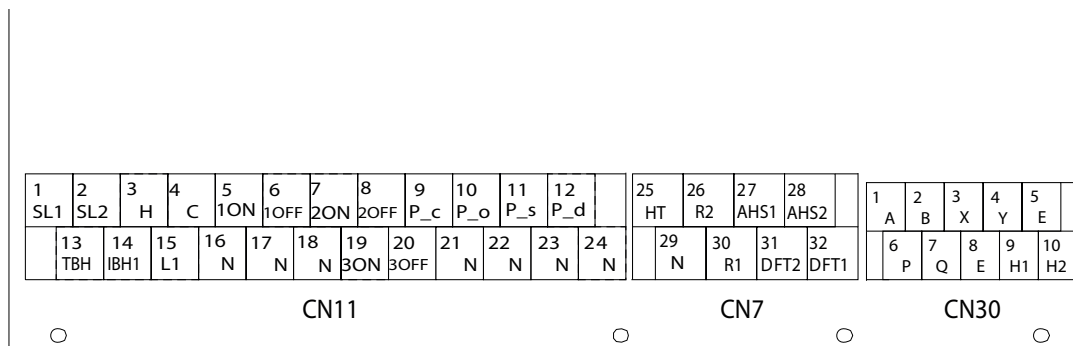 1 2 3 4 5 6 7 8 9 10 11 12
SL1 SL2 H C 1ON 1OFF 2ON 2OFF P_c P_o P_s P_d
13 14 15 16 17 18 19 20 21 22 23 24
TBH IBH1 L1 N N N 3ON 3OFF N N N N
CN11
25 26 27 28
HT R2 AHS1 AHS2
29 30 31 32
N R1 DFT2 DFT1
CN7
1 2 3 4 5
A B X Y E
6 7 8 9 10
P Q E H1 H2
CN30